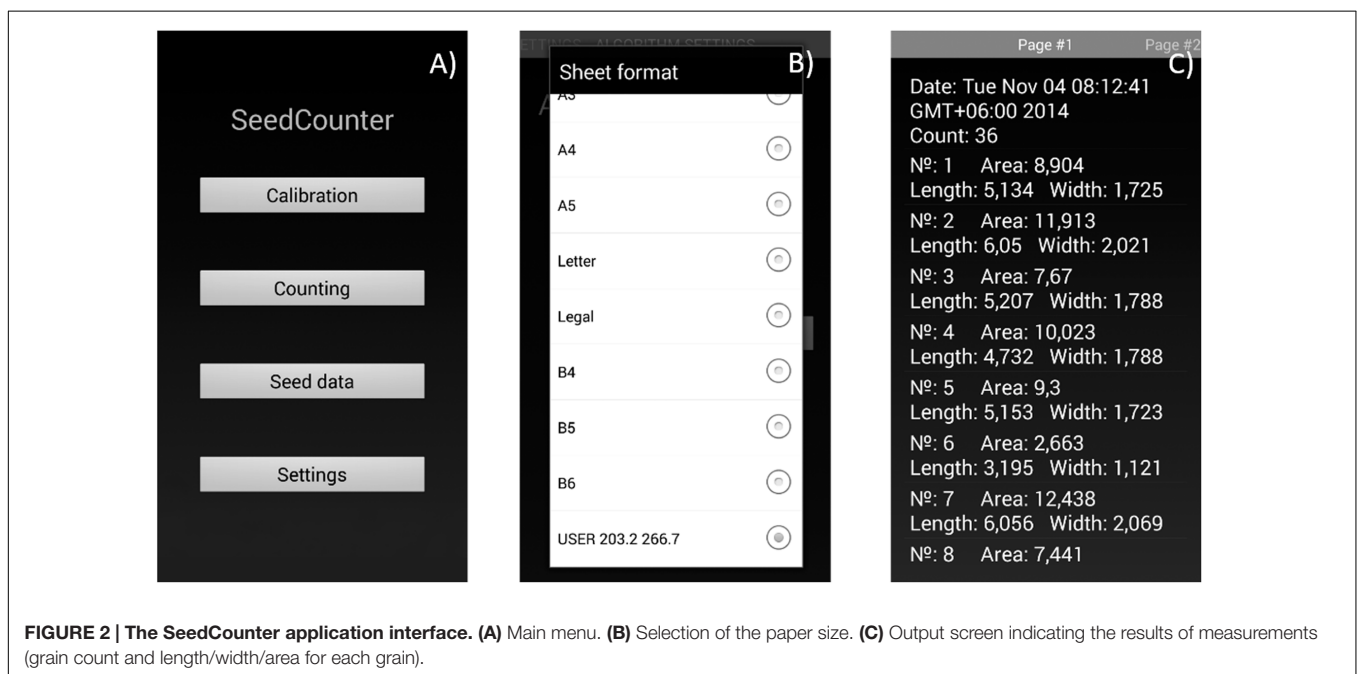 A)
SeedCounter
Calibration
Counting
Seed data
Settings
ETTINGS ALGORITHM SETTINGS
B)
Sheet format
A3
A4
A5
Letter
Legal
B4
B5
B6
USER 203.2 266.7
Page #1 Page #2
C)
Date: Tue Nov 04 08:12:41
GMT+06:00 2014
Count: 36
Nº: 1 Area: 8,904
Length: 5,134 Width: 1,725
Nº: 2 Area: 11,913
Length: 6,05 Width: 2,021
Nº: 3 Area: 7,67
Length: 5,207 Width: 1,788
Nº: 4 Area: 10,023
Length: 4,732 Width: 1,788
Nº: 5 Area: 9,3
Length: 5,153 Width: 1,723
Nº: 6 Area: 2,663
Length: 3,195 Width: 1,121
Nº: 7 Area: 12,438
Length: 6,056 Width: 2,069
Nº: 8 Area: 7,441
FIGURE 2 | The SeedCounter application interface. (A) Main menu. (B) Selection of the paper size. (C) Output screen indicating the results of measurements
(grain count and length/width/area for each grain).